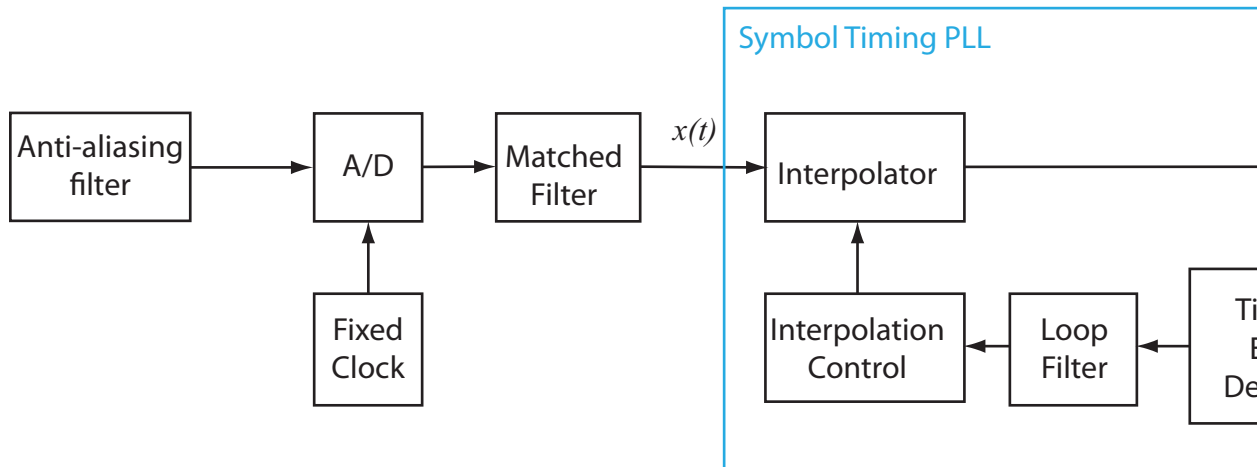 Symbol Timing PLL
Anti-aliasing
filter
A/D
Matched
Filter
x(t)
Interpolator
Fixed
Clock
Interpolation
Control
Loop
Filter